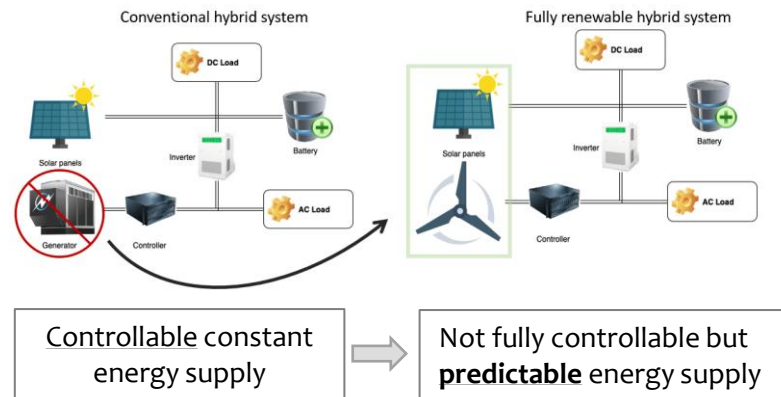 Conventional hybrid system
DC Load
Solar panels
Inverter
Battery
Generator
Controller
AC Load
Fully renewable hybrid system
DC Load
Solar panels
Inverter
Battery
Controller
AC Load
Controllable constant
energy supply
Not fully controllable but
predictable energy supply